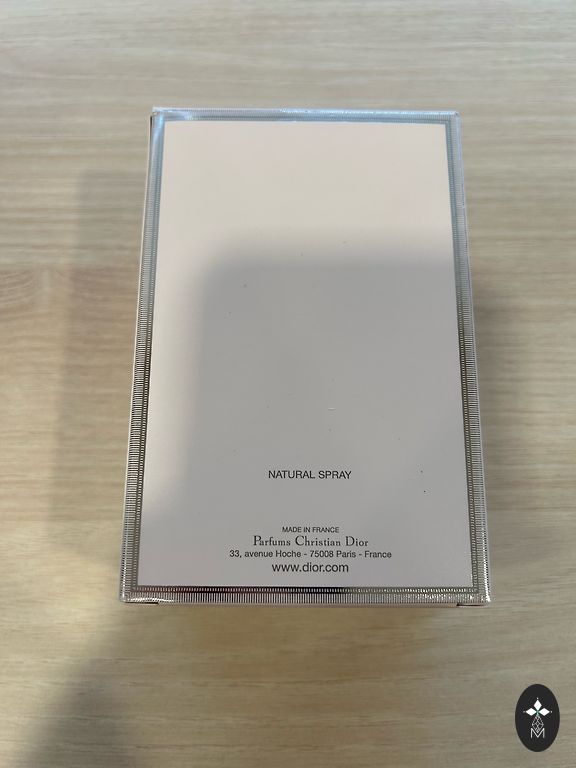 NATURAL SPRAY
MADE IN FRANCE
Parfums Christian Dior
33, avenue Hoche - 75008 Paris - France
www.dior.com
M